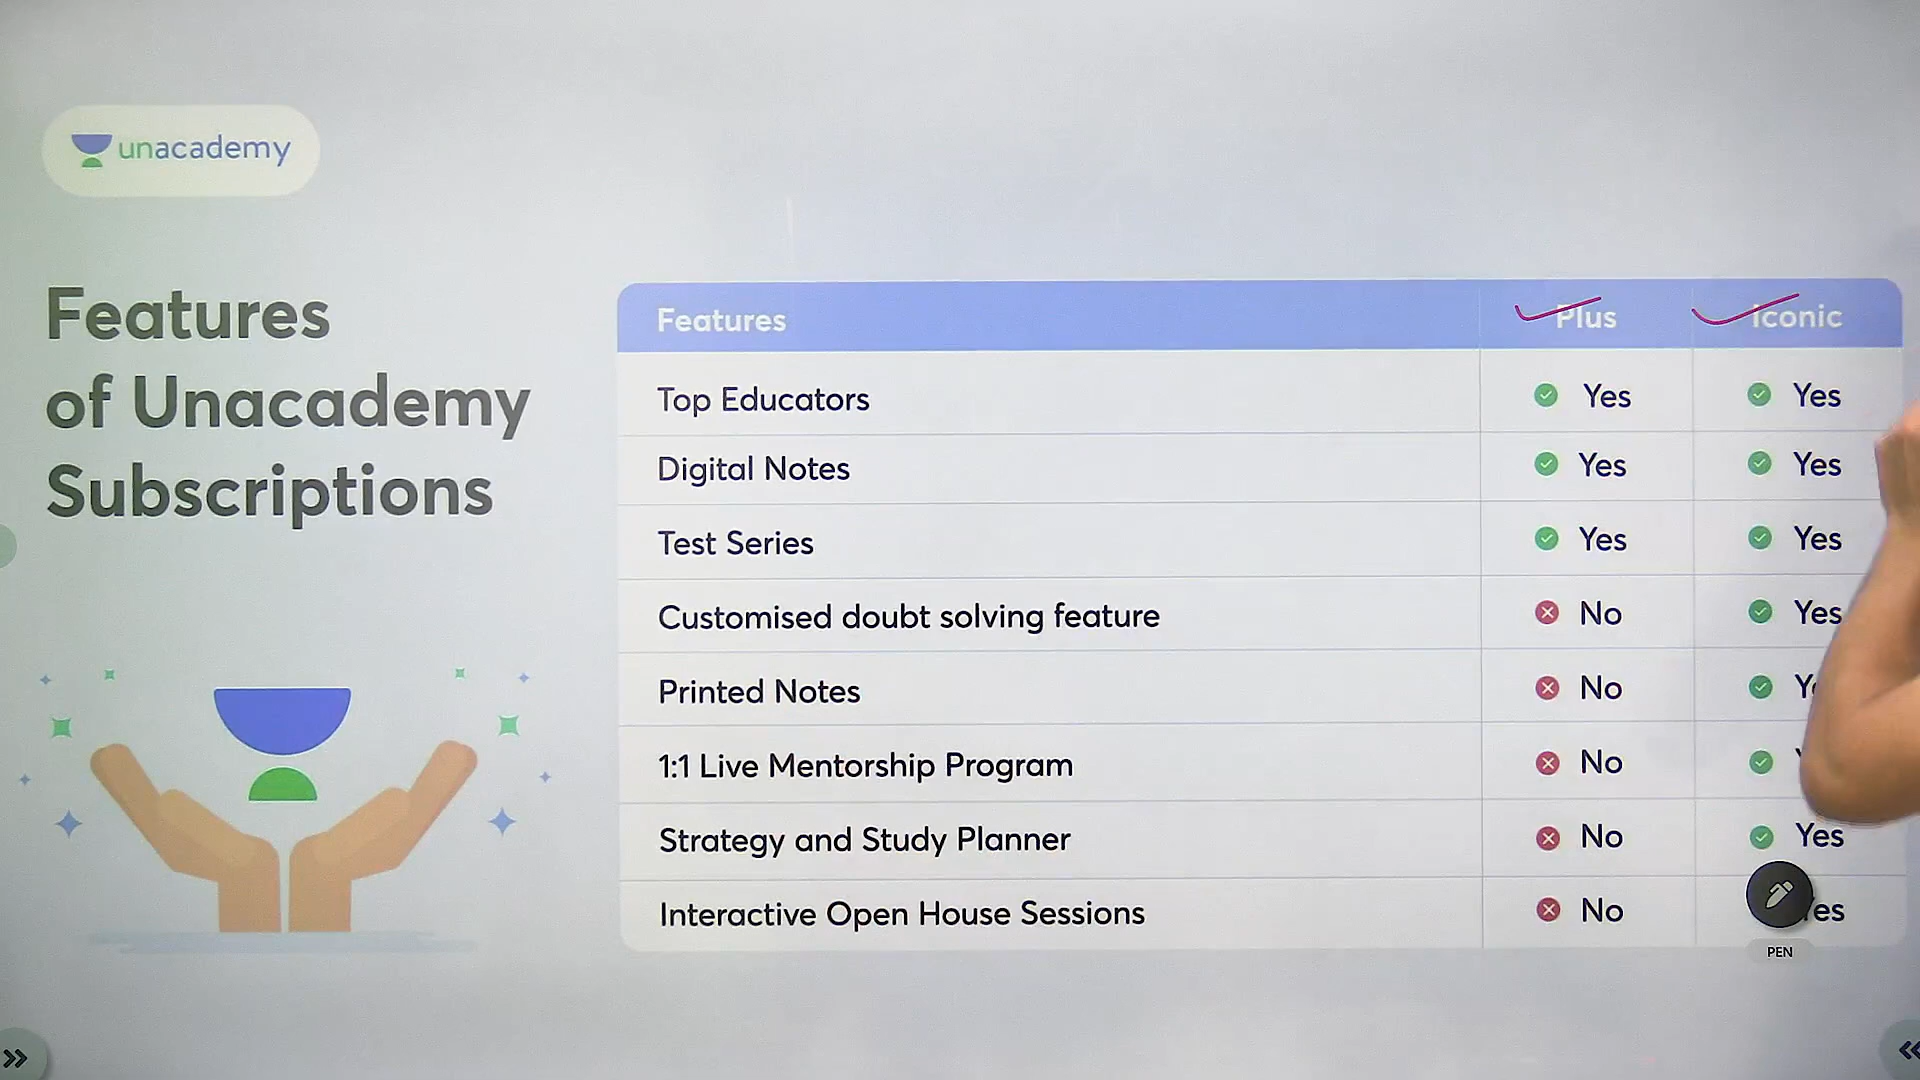 unacademy
Features
of Unacademy
Subscriptions
Features Plus Iconic
Top Educators Yes Yes
Digital Notes Yes Yes
Test Series Yes Yes
Customised doubt solving feature No Yes
Printed Notes No
1:1 Live Mentorship Program No
Strategy and Study Planner No Yes
Interactive Open House Sessions No Yes
PEN